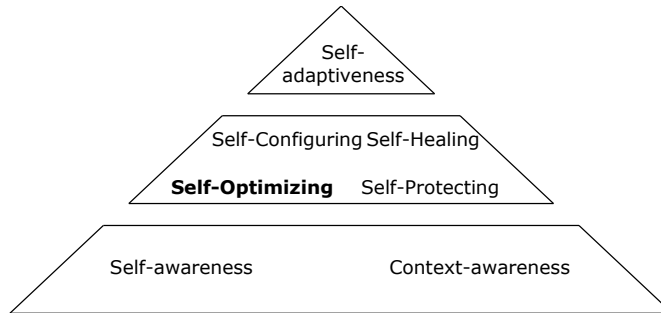 Self-
adaptiveness
Self-Configuring Self-Healing
Self-Optimizing Self-Protecting
Self-awareness Context-awareness